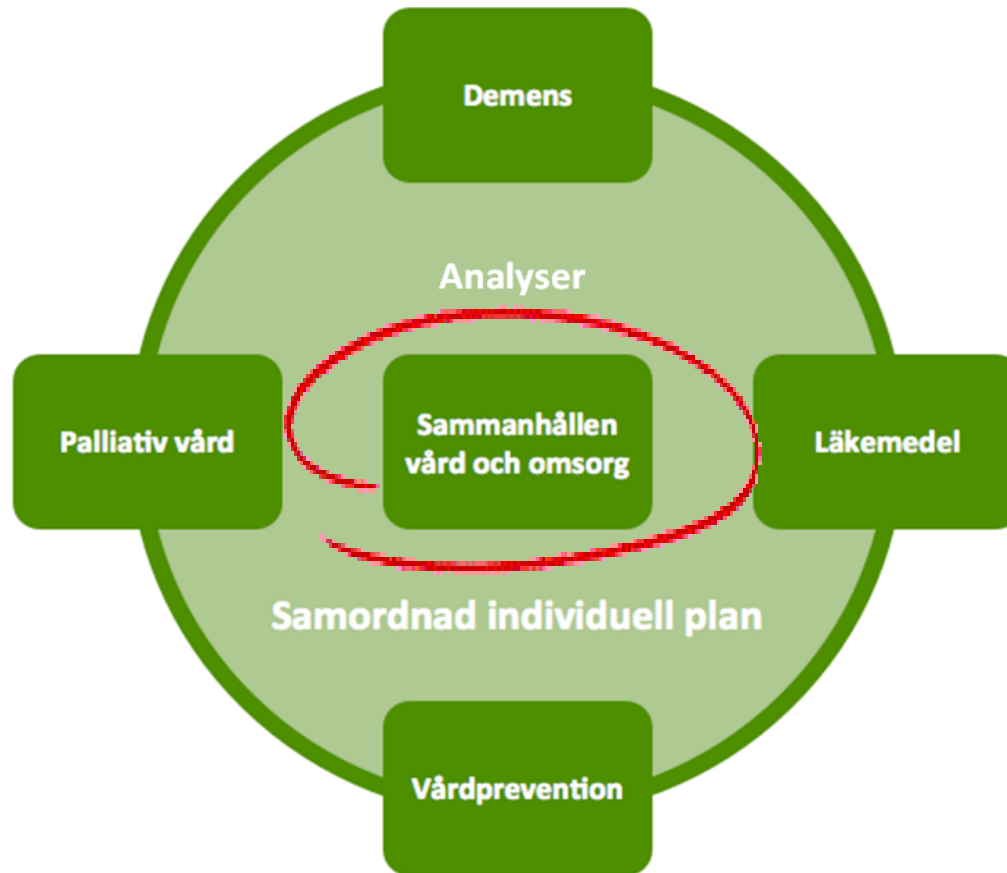 Demens
Analyser
Palliativ vård
Sammanhållen
vård och omsorg
Läkemedel
Samordnad individuell plan
Vårdprevention